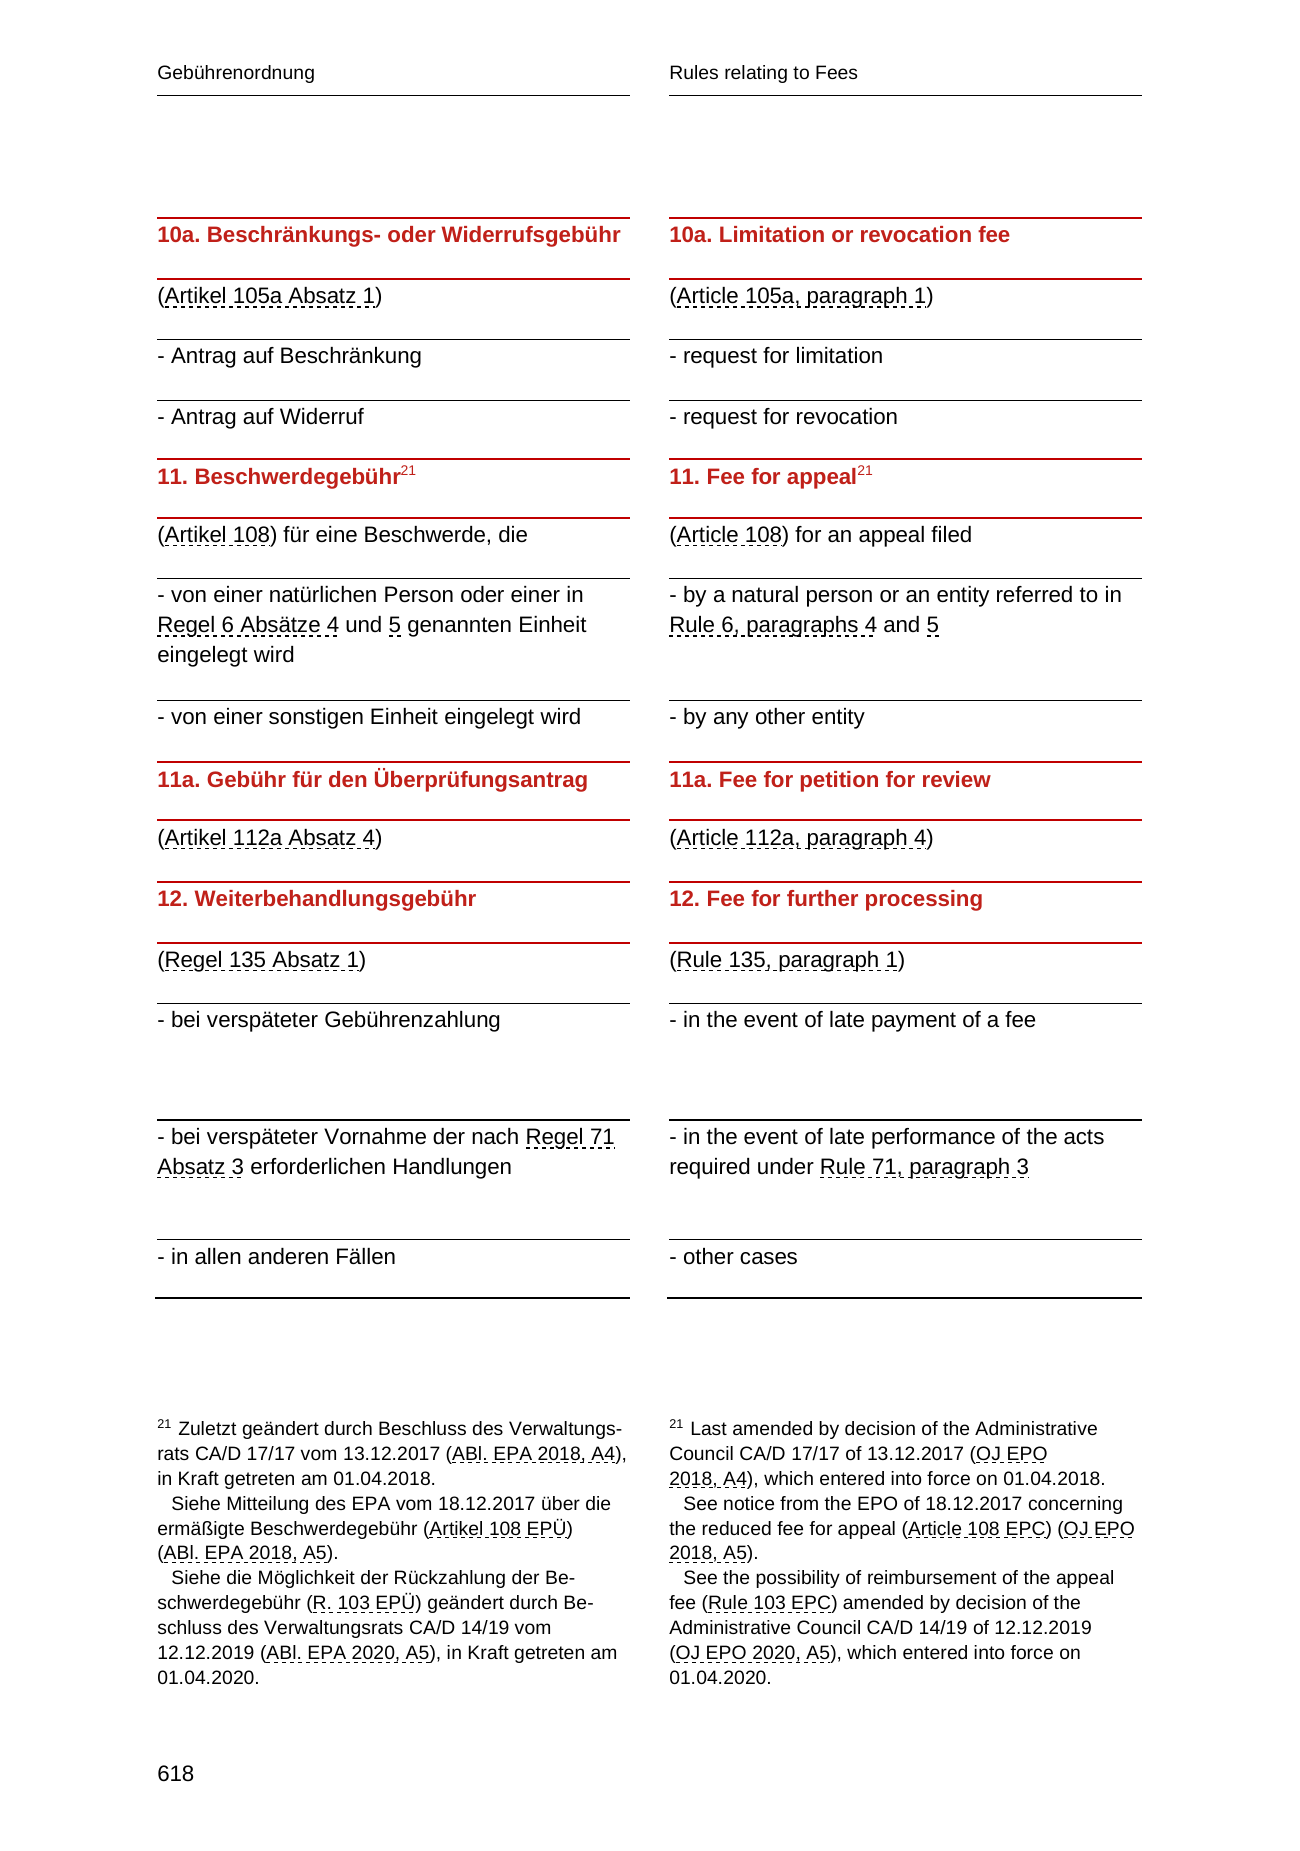 Gebührenordnung
10a. Beschränkungs- oder Widerrufsgebühr
(Artikel 105a Absatz 1)
- Antrag auf Beschränkung
- Antrag auf Widerruf
11. Beschwerdegebühr21
(Artikel 108) für eine Beschwerde, die
- von einer natürlichen Person oder einer in
Regel 6 Absätze 4 und 5 genannten Einheit
eingelegt wird
- von einer sonstigen Einheit eingelegt wird
11a. Gebühr für den Überprüfungsantrag
(Artikel 112a Absatz 4)
12. Weiterbehandlungsgebühr
(Regel 135 Absatz 1)
- bei verspäteter Gebührenzahlung
- bei verspäteter Vornahme der nach Regel 71
Absatz 3 erforderlichen Handlungen
- in allen anderen Fällen
21 Zuletzt geändert durch Beschluss des Verwaltungs-
rats CA/D 17/17 vom 13.12.2017 (ABl. EPA 2018, A4),
in Kraft getreten am 01.04.2018.
Siehe Mitteilung des EPA vom 18.12.2017 über die
ermäßigte Beschwerdegebühr (Artikel 108 EPÜ)
(ABl. EPA 2018, A5).
Siehe die Möglichkeit der Rückzahlung der Be-
schwerdegebühr (R. 103 EPÜ) geändert durch Be-
schluss des Verwaltungsrats CA/D 14/19 vom
12.12.2019 (ABl. EPA 2020, A5), in Kraft getreten am
01.04.2020.
Rules relating to Fees
10a. Limitation or revocation fee
(Article 105a, paragraph 1)
- request for limitation
- request for revocation
11. Fee for appeal21
(Article 108) for an appeal filed
- by a natural person or an entity referred to in
Rule 6, paragraphs 4 and 5
- by any other entity
11a. Fee for petition for review
(Article 112a, paragraph 4)
12. Fee for further processing
(Rule 135, paragraph 1)
- in the event of late payment of a fee
- in the event of late performance of the acts
required under Rule 71, paragraph 3
- other cases
21 Last amended by decision of the Administrative
Council CA/D 17/17 of 13.12.2017 (OJ EPO
2018, A4), which entered into force on 01.04.2018.
See notice from the EPO of 18.12.2017 concerning
the reduced fee for appeal (Article 108 EPC) (OJ EPO
2018, A5).
See the possibility of reimbursement of the appeal
fee (Rule 103 EPC) amended by decision of the
Administrative Council CA/D 14/19 of 12.12.2019
(OJ EPO 2020, A5), which entered into force on
01.04.2020.
618